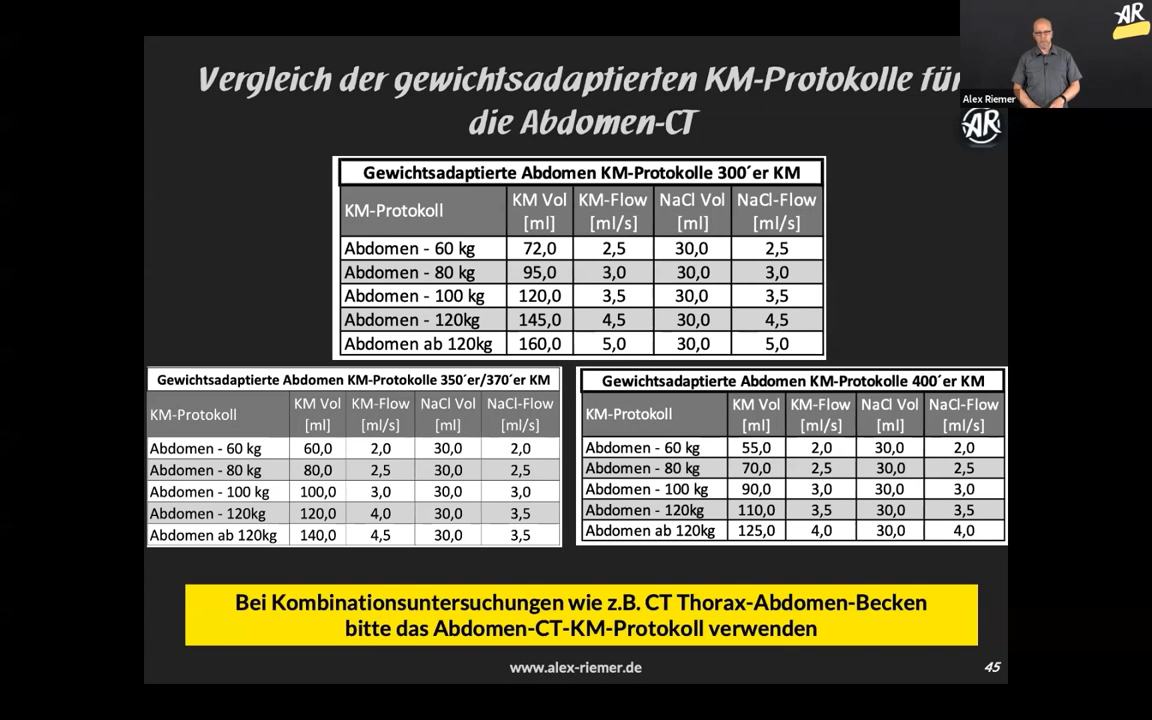 AR
Alex Riemer
AR
Vergleich der gewichtsadaptierten KM-Protokolle für
die Abdomen-CT
Gewichtsadaptierte Abdomen KM-Protokolle 300´er KM
KM-Protokoll KM Vol [ml] KM-Flow [ml/s] NaCl Vol [ml] NaCl-Flow [ml/s]
Abdomen - 60 kg 72,0 2,5 30,0 2,5
Abdomen - 80 kg 95,0 3,0 30,0 3,0
Abdomen - 100 kg 120,0 3,5 30,0 3,5
Abdomen - 120kg 145,0 4,5 30,0 4,5
Abdomen ab 120kg 160,0 5,0 30,0 5,0
Gewichtsadaptierte Abdomen KM-Protokolle 350´er/370´er KM
KM-Protokoll KM Vol [ml] KM-Flow [ml/s] NaCl Vol [ml] NaCl-Flow [ml/s]
Abdomen - 60 kg 60,0 2,0 30,0 2,0
Abdomen - 80 kg 80,0 2,5 30,0 2,5
Abdomen - 100 kg 100,0 3,0 30,0 3,0
Abdomen - 120kg 120,0 4,0 30,0 3,5
Abdomen ab 120kg 140,0 4,5 30,0 3,5
Gewichtsadaptierte Abdomen KM-Protokolle 400´er KM
KM-Protokoll KM Vol [ml] KM-Flow [ml/s] NaCl Vol [ml] NaCl-Flow [ml/s]
Abdomen - 60 kg 55,0 2,0 30,0 2,0
Abdomen - 80 kg 70,0 2,5 30,0 2,5
Abdomen - 100 kg 90,0 3,0 30,0 3,0
Abdomen - 120kg 110,0 3,5 30,0 3,5
Abdomen ab 120kg 125,0 4,0 30,0 4,0
Bei Kombinationsuntersuchungen wie z.B. CT Thorax-Abdomen-Becken
bitte das Abdomen-CT-KM-Protokoll verwenden
www.alex-riemer.de
45